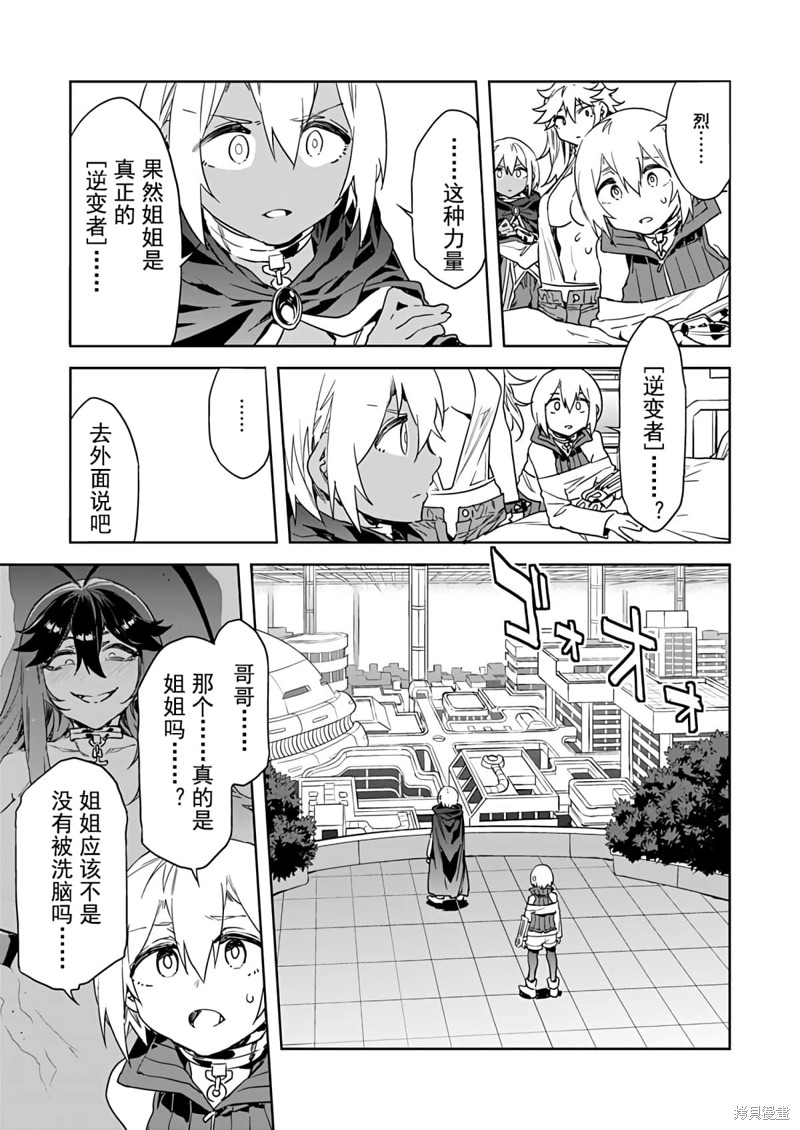 烈……
……这种力量
果然姐姐是
真正的
[逆变者]……
[逆变者]……?
……
去外面说吧
ゴォオオ
哥哥……
那个……真的是
姐姐吗……?
姐姐应该不是
没有被洗脑吗……
拷贝漫畫